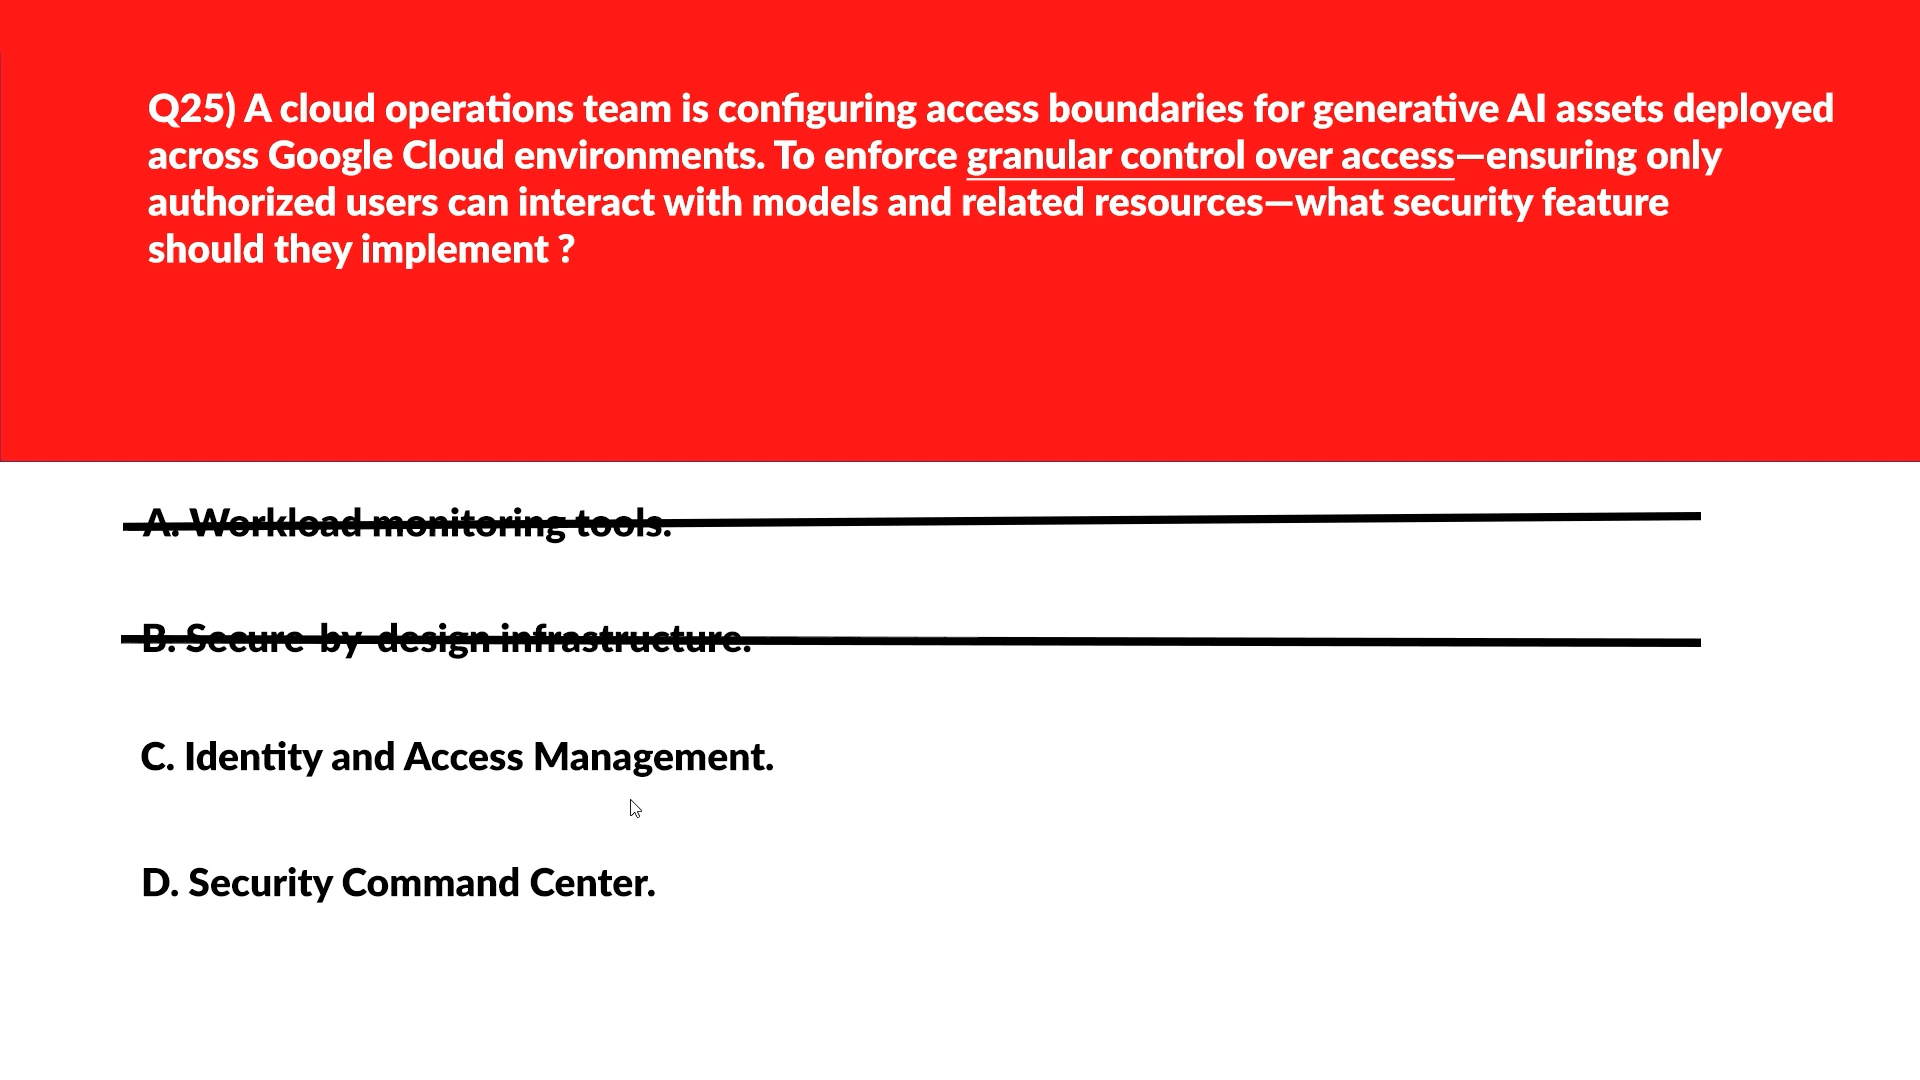 Q25) A cloud operations team is configuring access boundaries for generative AI assets deployed
across Google Cloud environments. To enforce granular control over access—ensuring only
authorized users can interact with models and related resources—what security feature
should they implement ?
A. Workload monitoring tools.
B. Secure-by-design infrastructure.
C. Identity and Access Management.
D. Security Command Center.